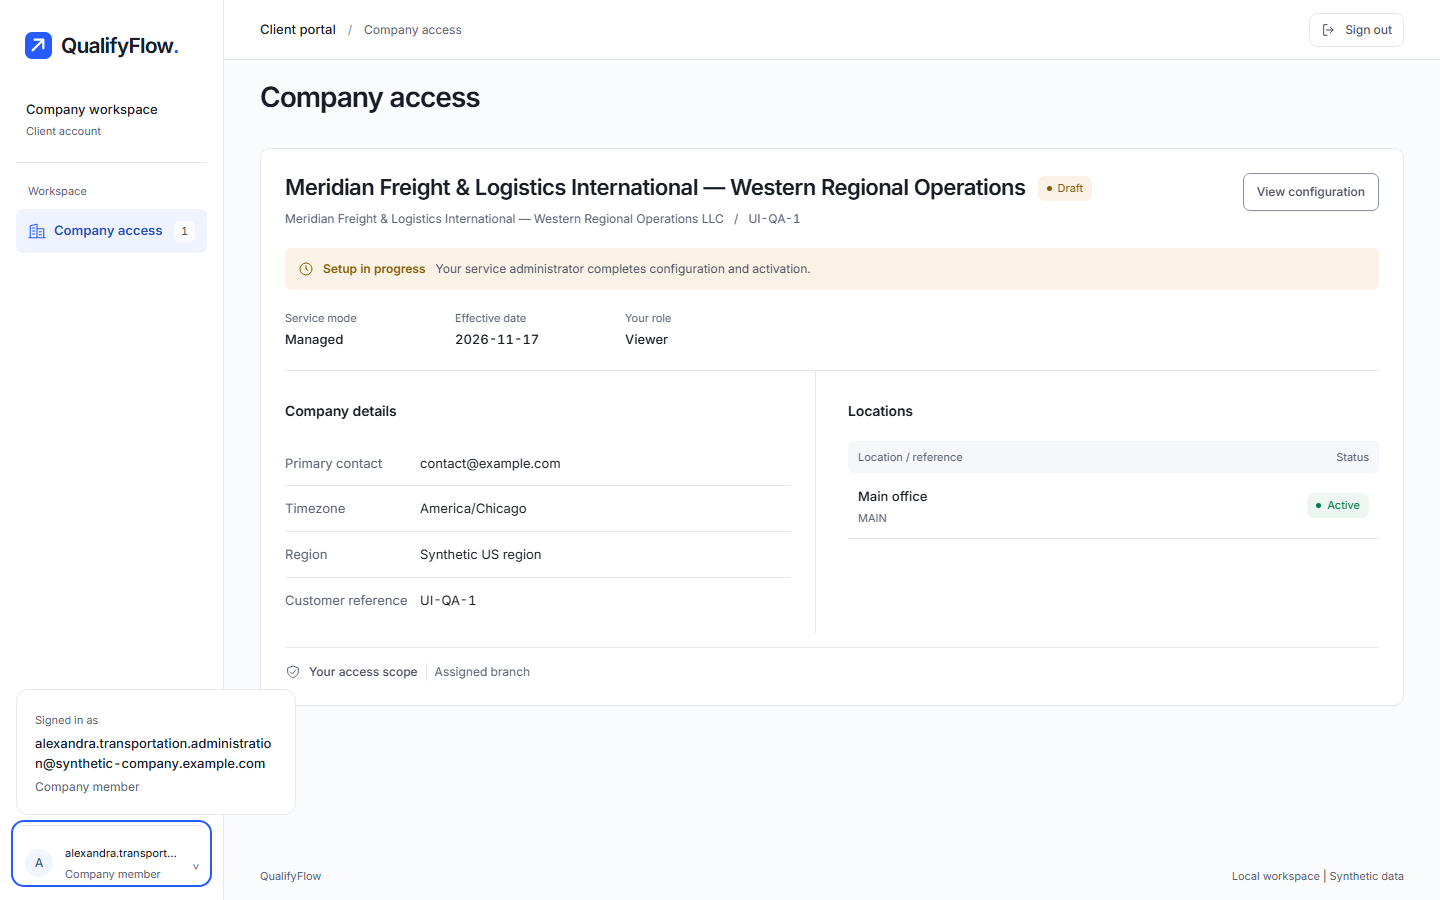 QualifyFlow.
Company workspace
Client account
Workspace
Company access 1
Client portal / Company access
Sign out
Company access
Meridian Freight & Logistics International — Western Regional Operations
Draft
View configuration
Meridian Freight & Logistics International — Western Regional Operations LLC / UI-QA-1
Setup in progress Your service administrator completes configuration and activation.
Service mode Effective date Your role
Managed 2026-11-17 Viewer
Company details
Primary contact contact@example.com
Timezone America/Chicago
Region Synthetic US region
Customer reference UI-QA-1
Locations
Location / reference Status
Main office
MAIN
Active
Your access scope Assigned branch
Signed in as
alexandra.transportation.administratio
n@synthetic-company.example.com
Company member
A
alexandra.transport...
Company member
QualifyFlow
Local workspace | Synthetic data